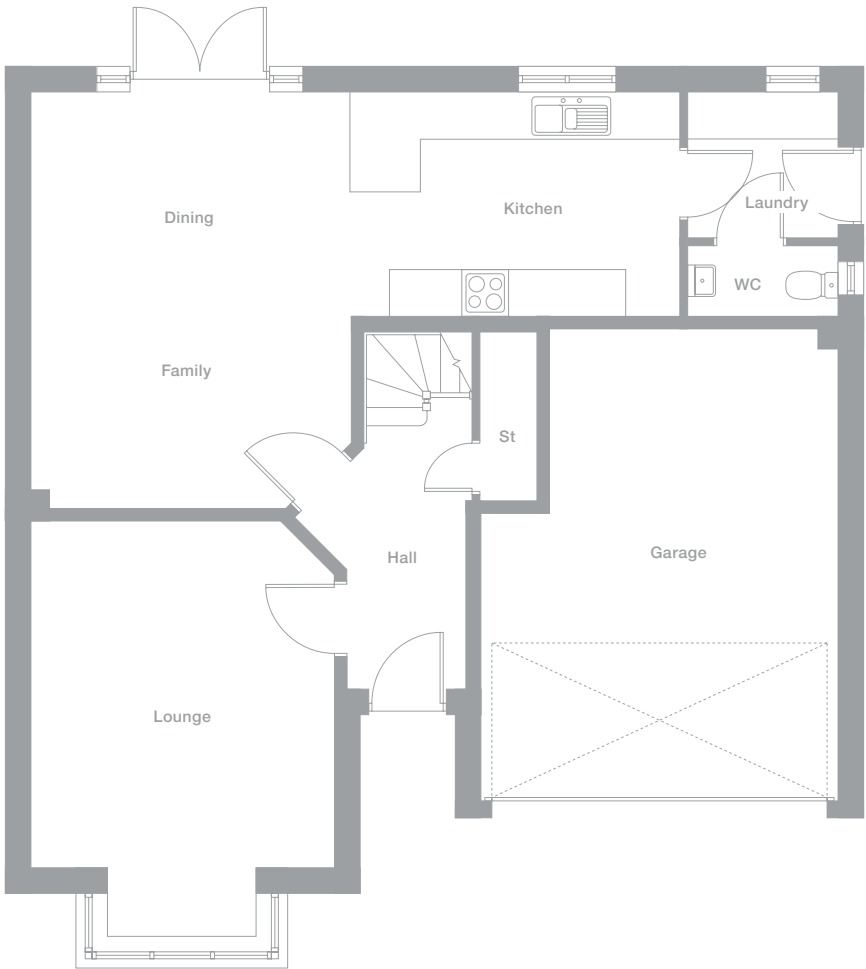 Dining
Kitchen
Laundry
WC
Family
St
Hall
Garage
Lounge